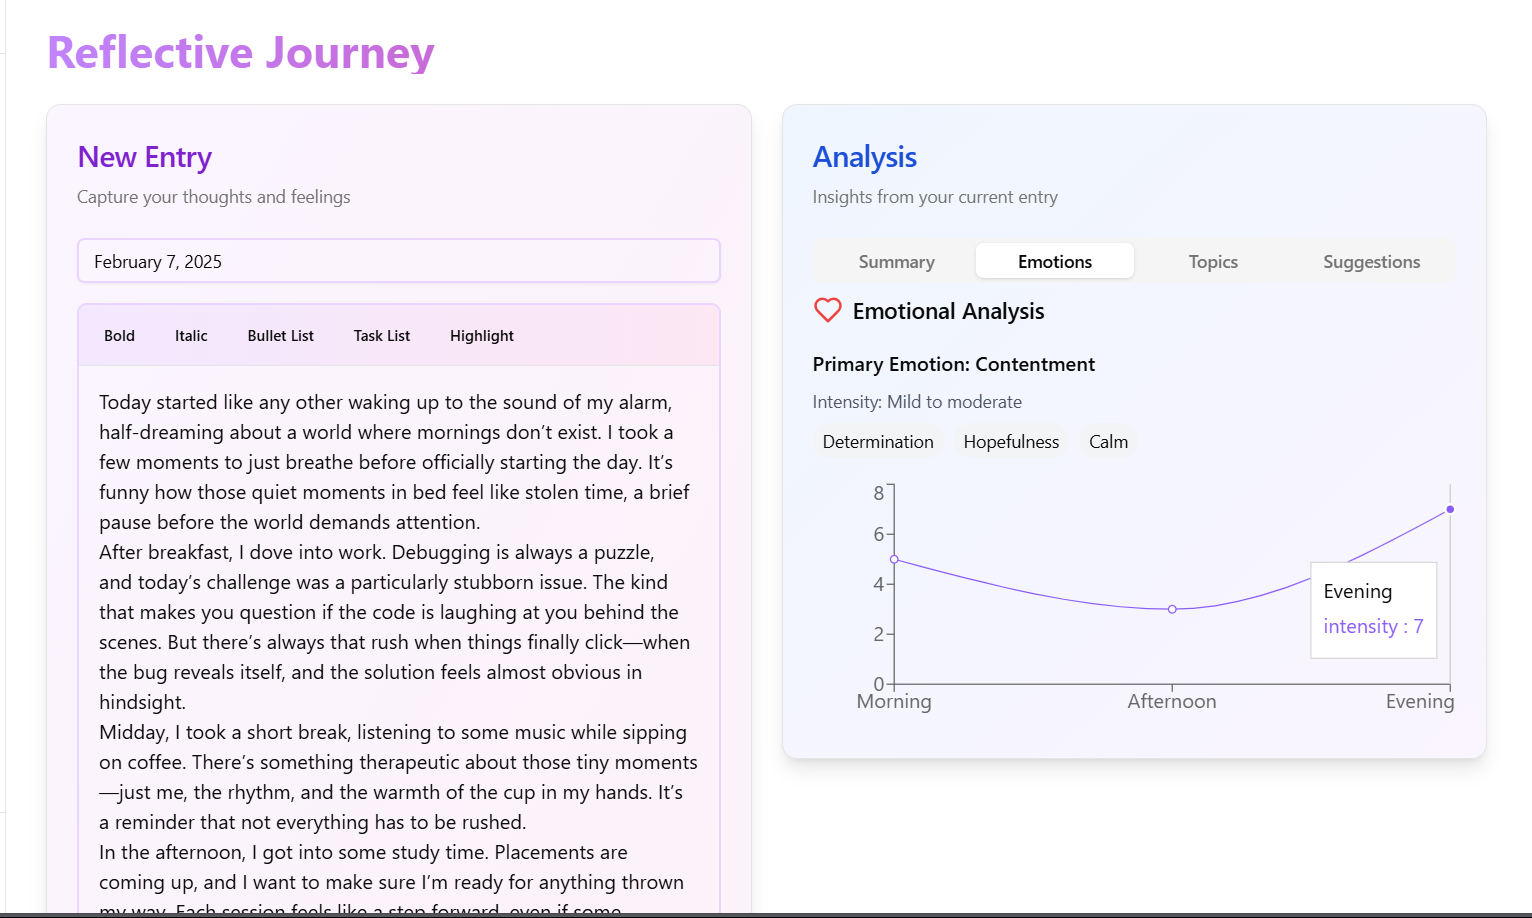 Reflective Journey
New Entry
Capture your thoughts and feelings
February 7, 2025
Bold Italic Bullet List Task List Highlight
Today started like any other waking up to the sound of my alarm,
half-dreaming about a world where mornings don’t exist. I took a
few moments to just breathe before officially starting the day. It’s
funny how those quiet moments in bed feel like stolen time, a brief
pause before the world demands attention.
After breakfast, I dove into work. Debugging is always a puzzle,
and today’s challenge was a particularly stubborn issue. The kind
that makes you question if the code is laughing at you behind the
scenes. But there’s always that rush when things finally click—when
the bug reveals itself, and the solution feels almost obvious in
hindsight.
Midday, I took a short break, listening to some music while sipping
on coffee. There’s something therapeutic about those tiny moments
—just me, the rhythm, and the warmth of the cup in my hands. It’s
a reminder that not everything has to be rushed.
In the afternoon, I got into some study time. Placements are
coming up, and I want to make sure I’m ready for anything thrown
my way. Each session feels like a step forward, even if some
Analysis
Insights from your current entry
Summary Emotions Topics Suggestions
Emotional Analysis
Primary Emotion: Contentment
Intensity: Mild to moderate
Determination Hopefulness Calm
8
6
4
2
0
Evening
intensity : 7
Morning Afternoon Evening